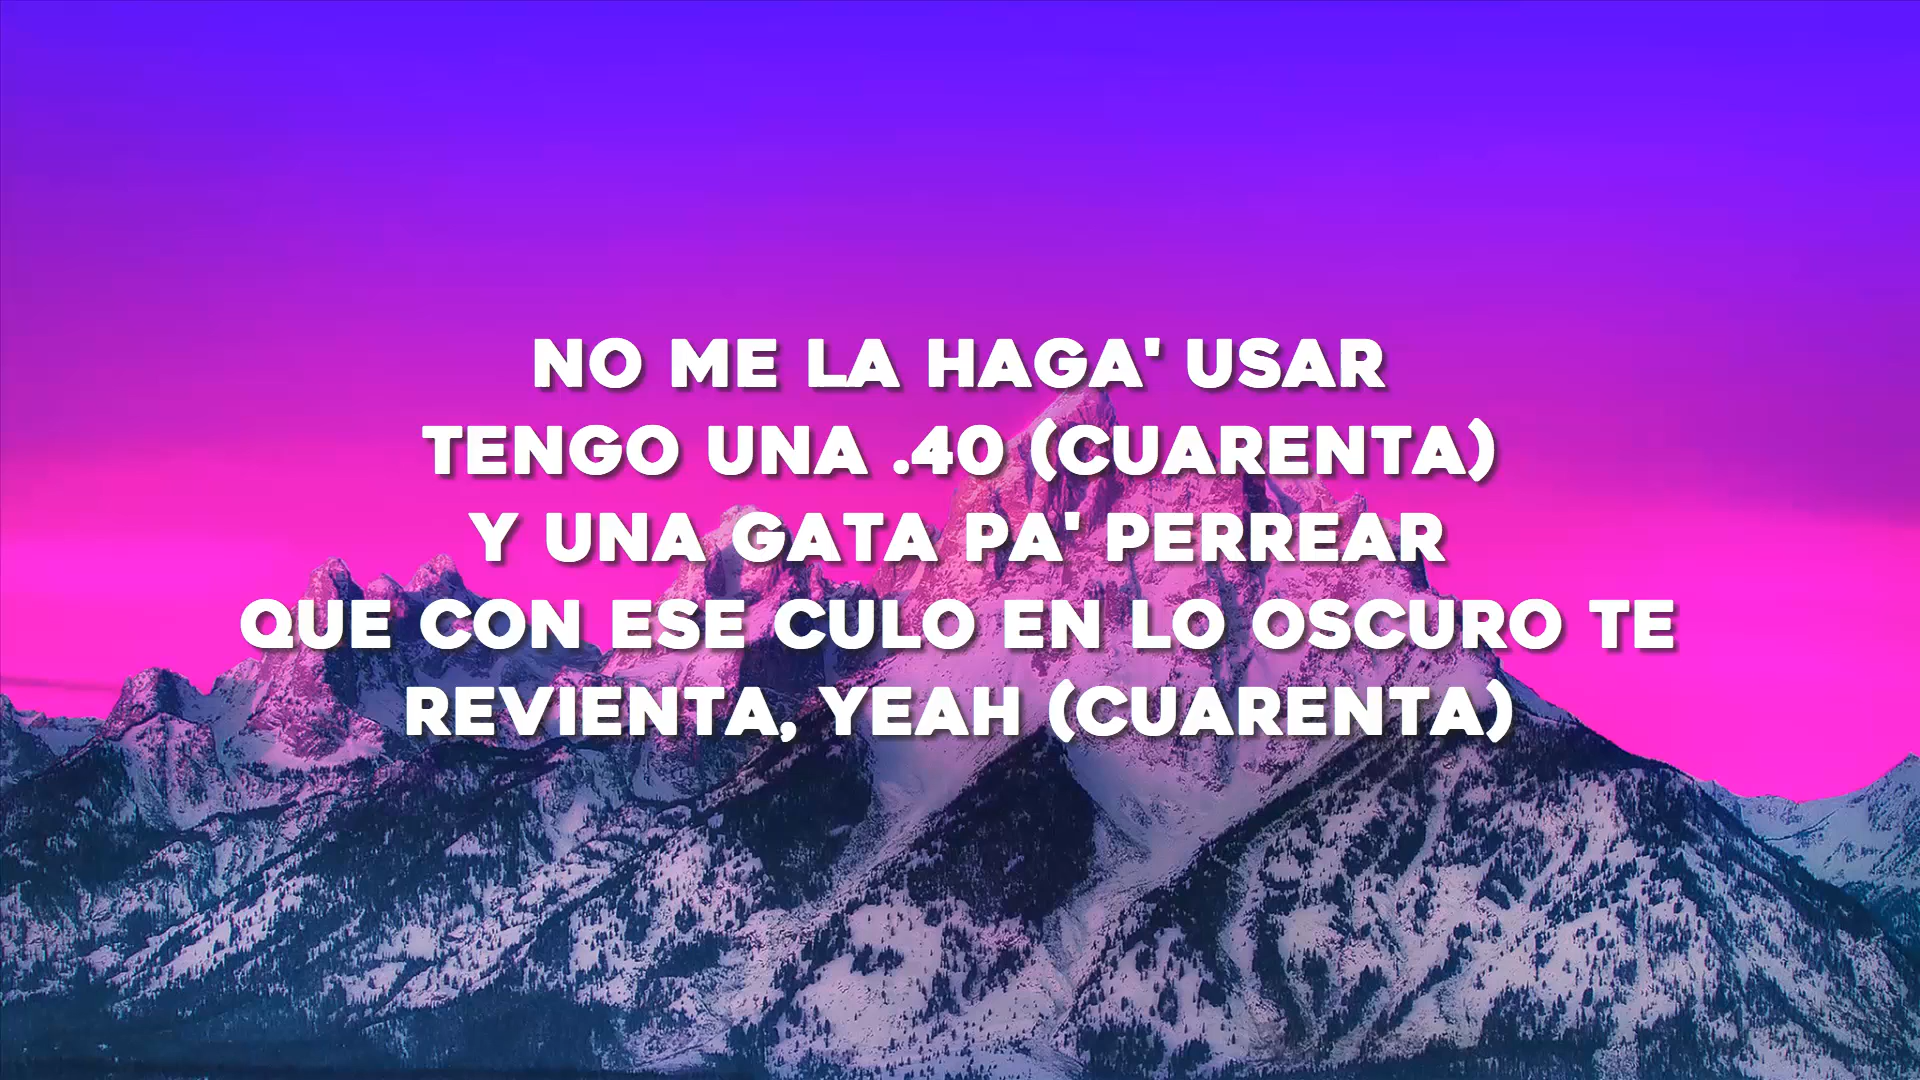 NO ME LA HAGA' USAR
TENGO UNA .40 (CUARENTA)
Y UNA GATA PA' PERREAR
QUE CON ESE CULO EN LO OSCURO TE
REVIENTA, YEAH (CUARENTA)